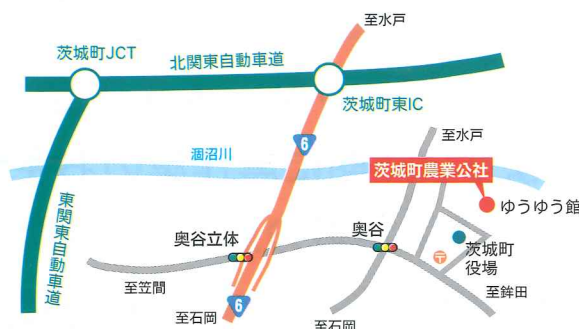 至水戸
茨城町JCT
北関東自動車道
茨城町東IC
6
至水戸
涸沼川
茨城町農業公社
ゆうゆう館
東関東自動車道
奥谷立体
奥谷
茨城町
役場
〒
至笠間
6
至鉾田
至石岡
至石岡